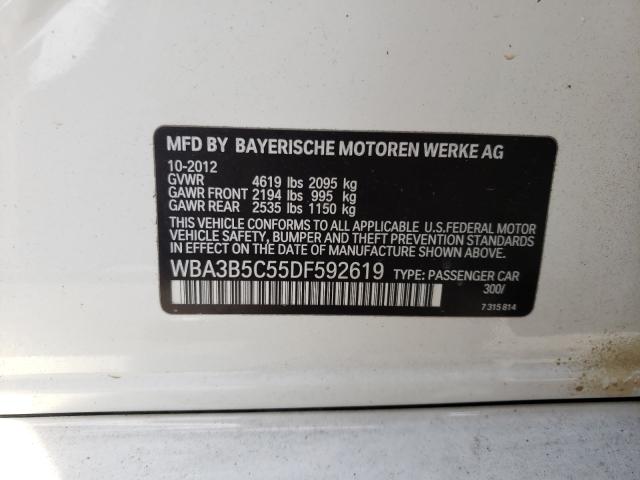 MFD BY BAYERISCHE MOTOREN WERKE AG
10-2012
GVWR 4619 lbs 2095 kg
GAWR FRONT 2194 lbs 995 kg
GAWR REAR 2535 lbs 1150 kg
THIS VEHICLE CONFORMS TO ALL APPLICABLE U.S.FEDERAL MOTOR
VEHICLE SAFETY, BUMPER AND THEFT PREVENTION STANDARDS IN
EFFECT ON THE DATE OF MANUFACTURE SHOWN ABOVE.
WBA3B5C55DF592619 TYPE: PASSENGER CAR
300/
7 315 814